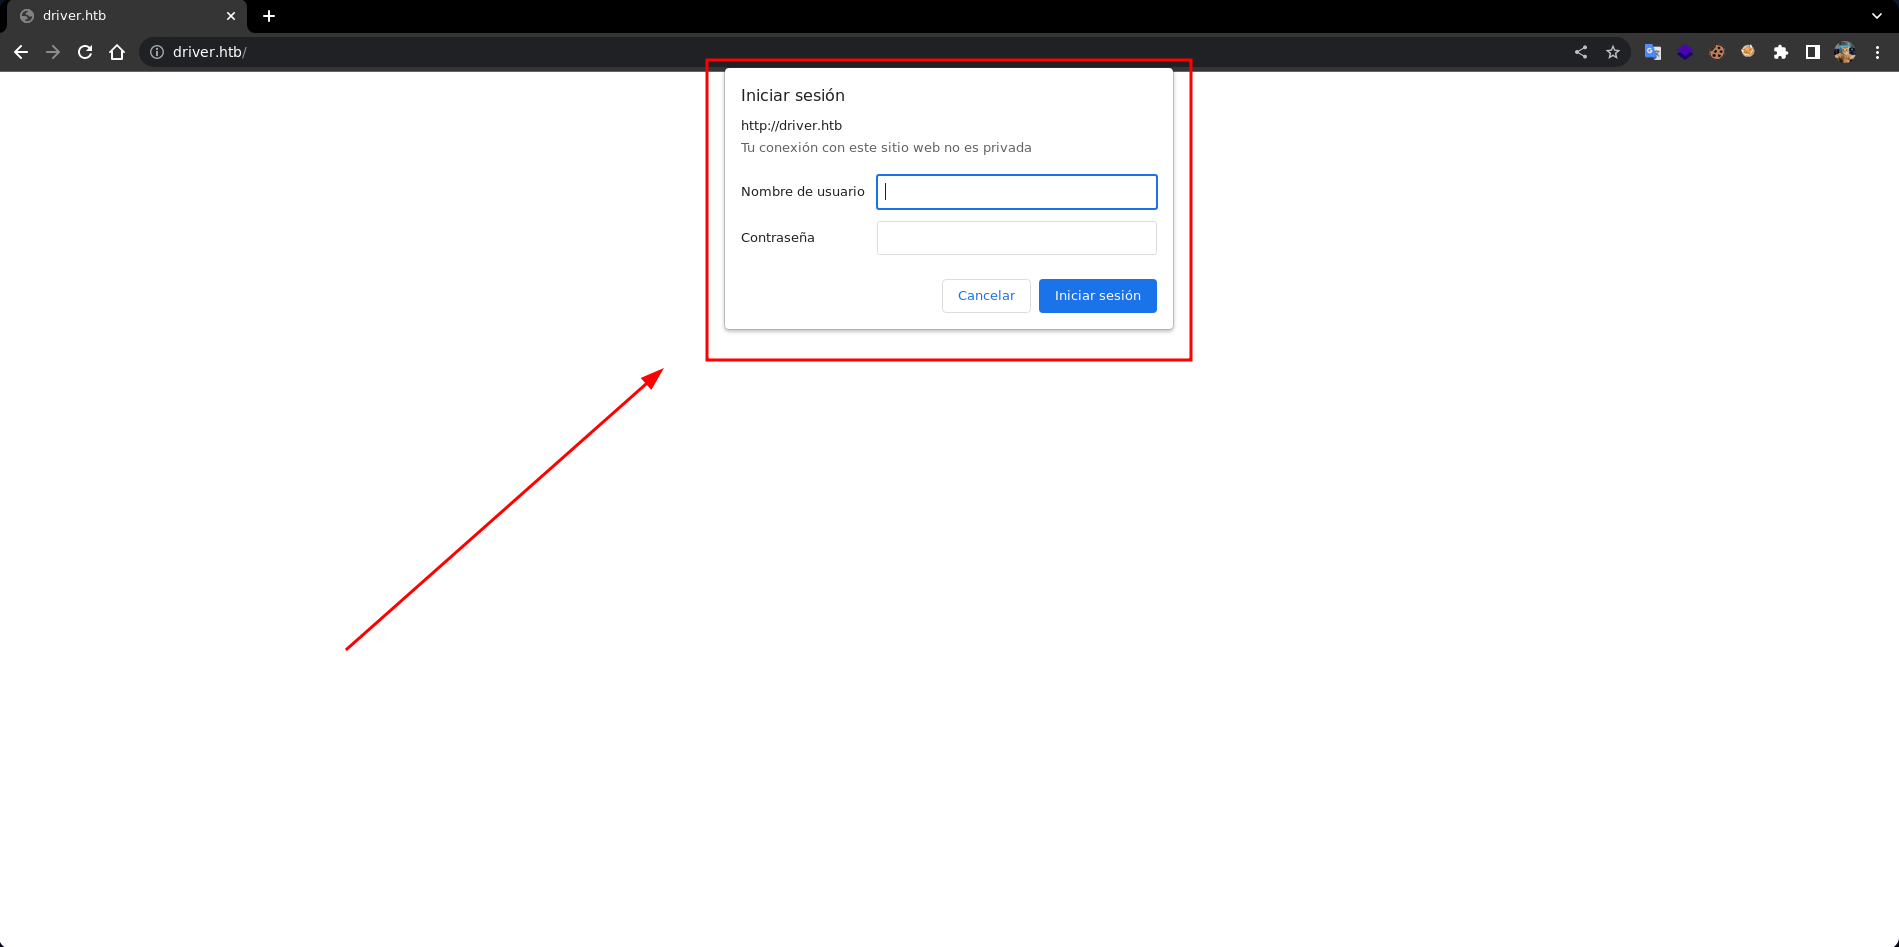 driver.htb
driver.htb/
Iniciar sesión
http://driver.htb
Tu conexión con este sitio web no es privada
Nombre de usuario
Contraseña
Cancelar Iniciar sesión